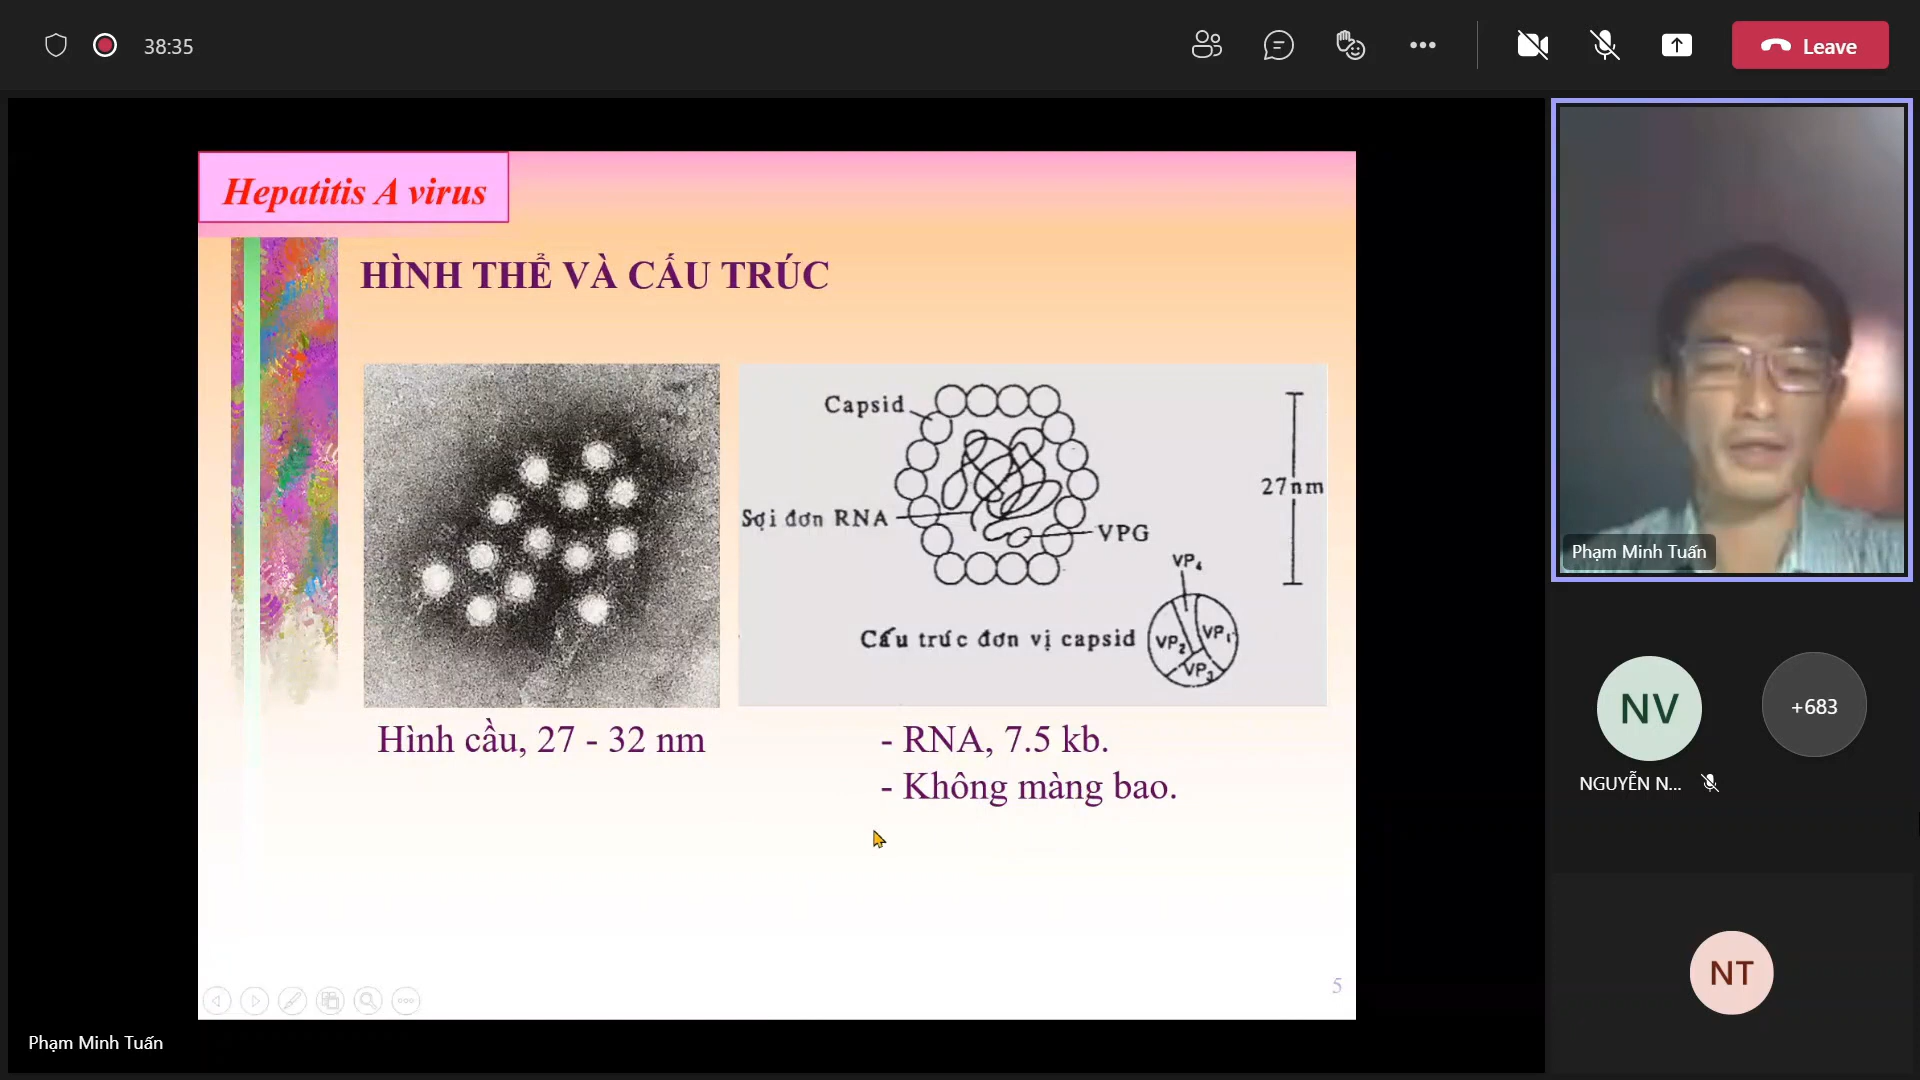 38:35
Leave
Hepatitis A virus
HÌNH THỂ VÀ CẤU TRÚC
Capsid
Sợi đơn RNA
VPG
27nm
VP4
Cấu trúc đơn vị capsid
VP2
VP1
VP3
Hình cầu, 27 - 32 nm
- RNA, 7.5 kb.
- Không màng bao.
5
Phạm Minh Tuấn
Phạm Minh Tuấn
NV
+683
NGUYỄN N...
NT